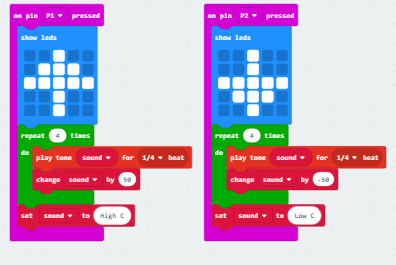 on pin P1 pressed
show leds
repeat 4 times
do play tone sound for 1/4 beat
change sound by 50
set sound to High C
on pin P2 pressed
show leds
repeat 4 times
do play tone sound for 1/4 beat
change sound by -50
set sound to Low C